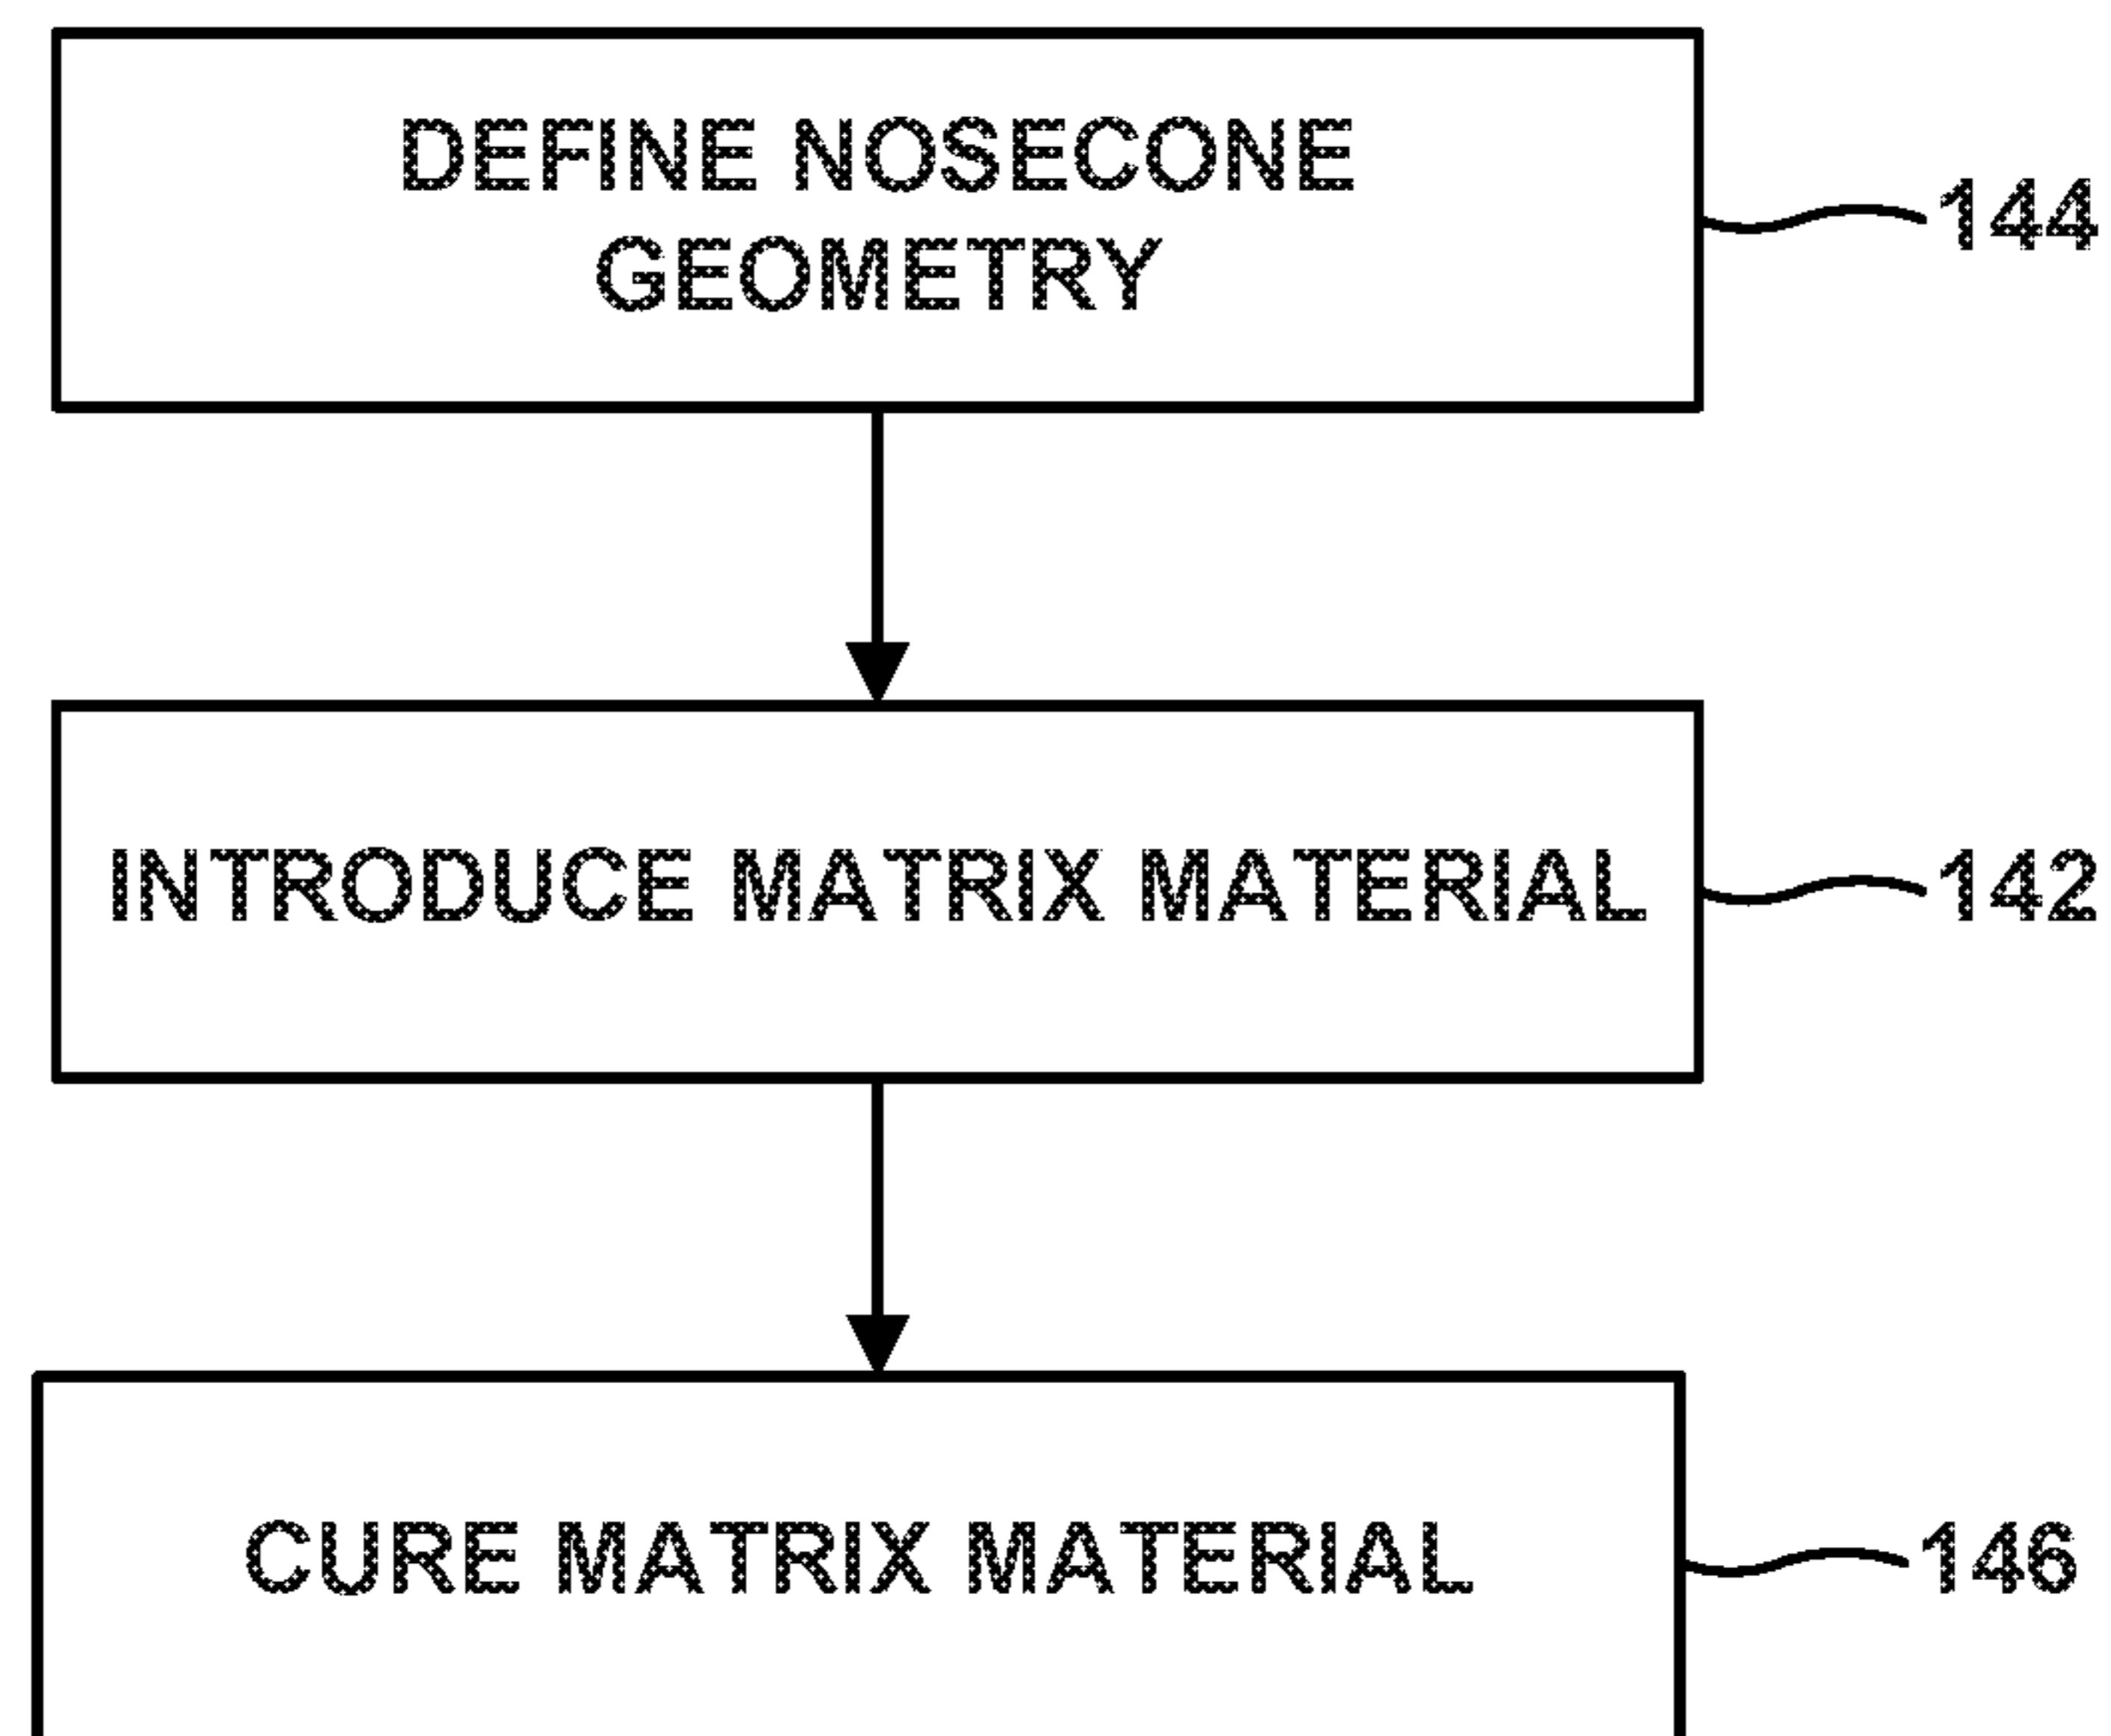 DEFINE NOSECONE
GEOMETRY
144
INTRODUCE MATRIX MATERIAL
142
CURE MATRIX MATERIAL
146